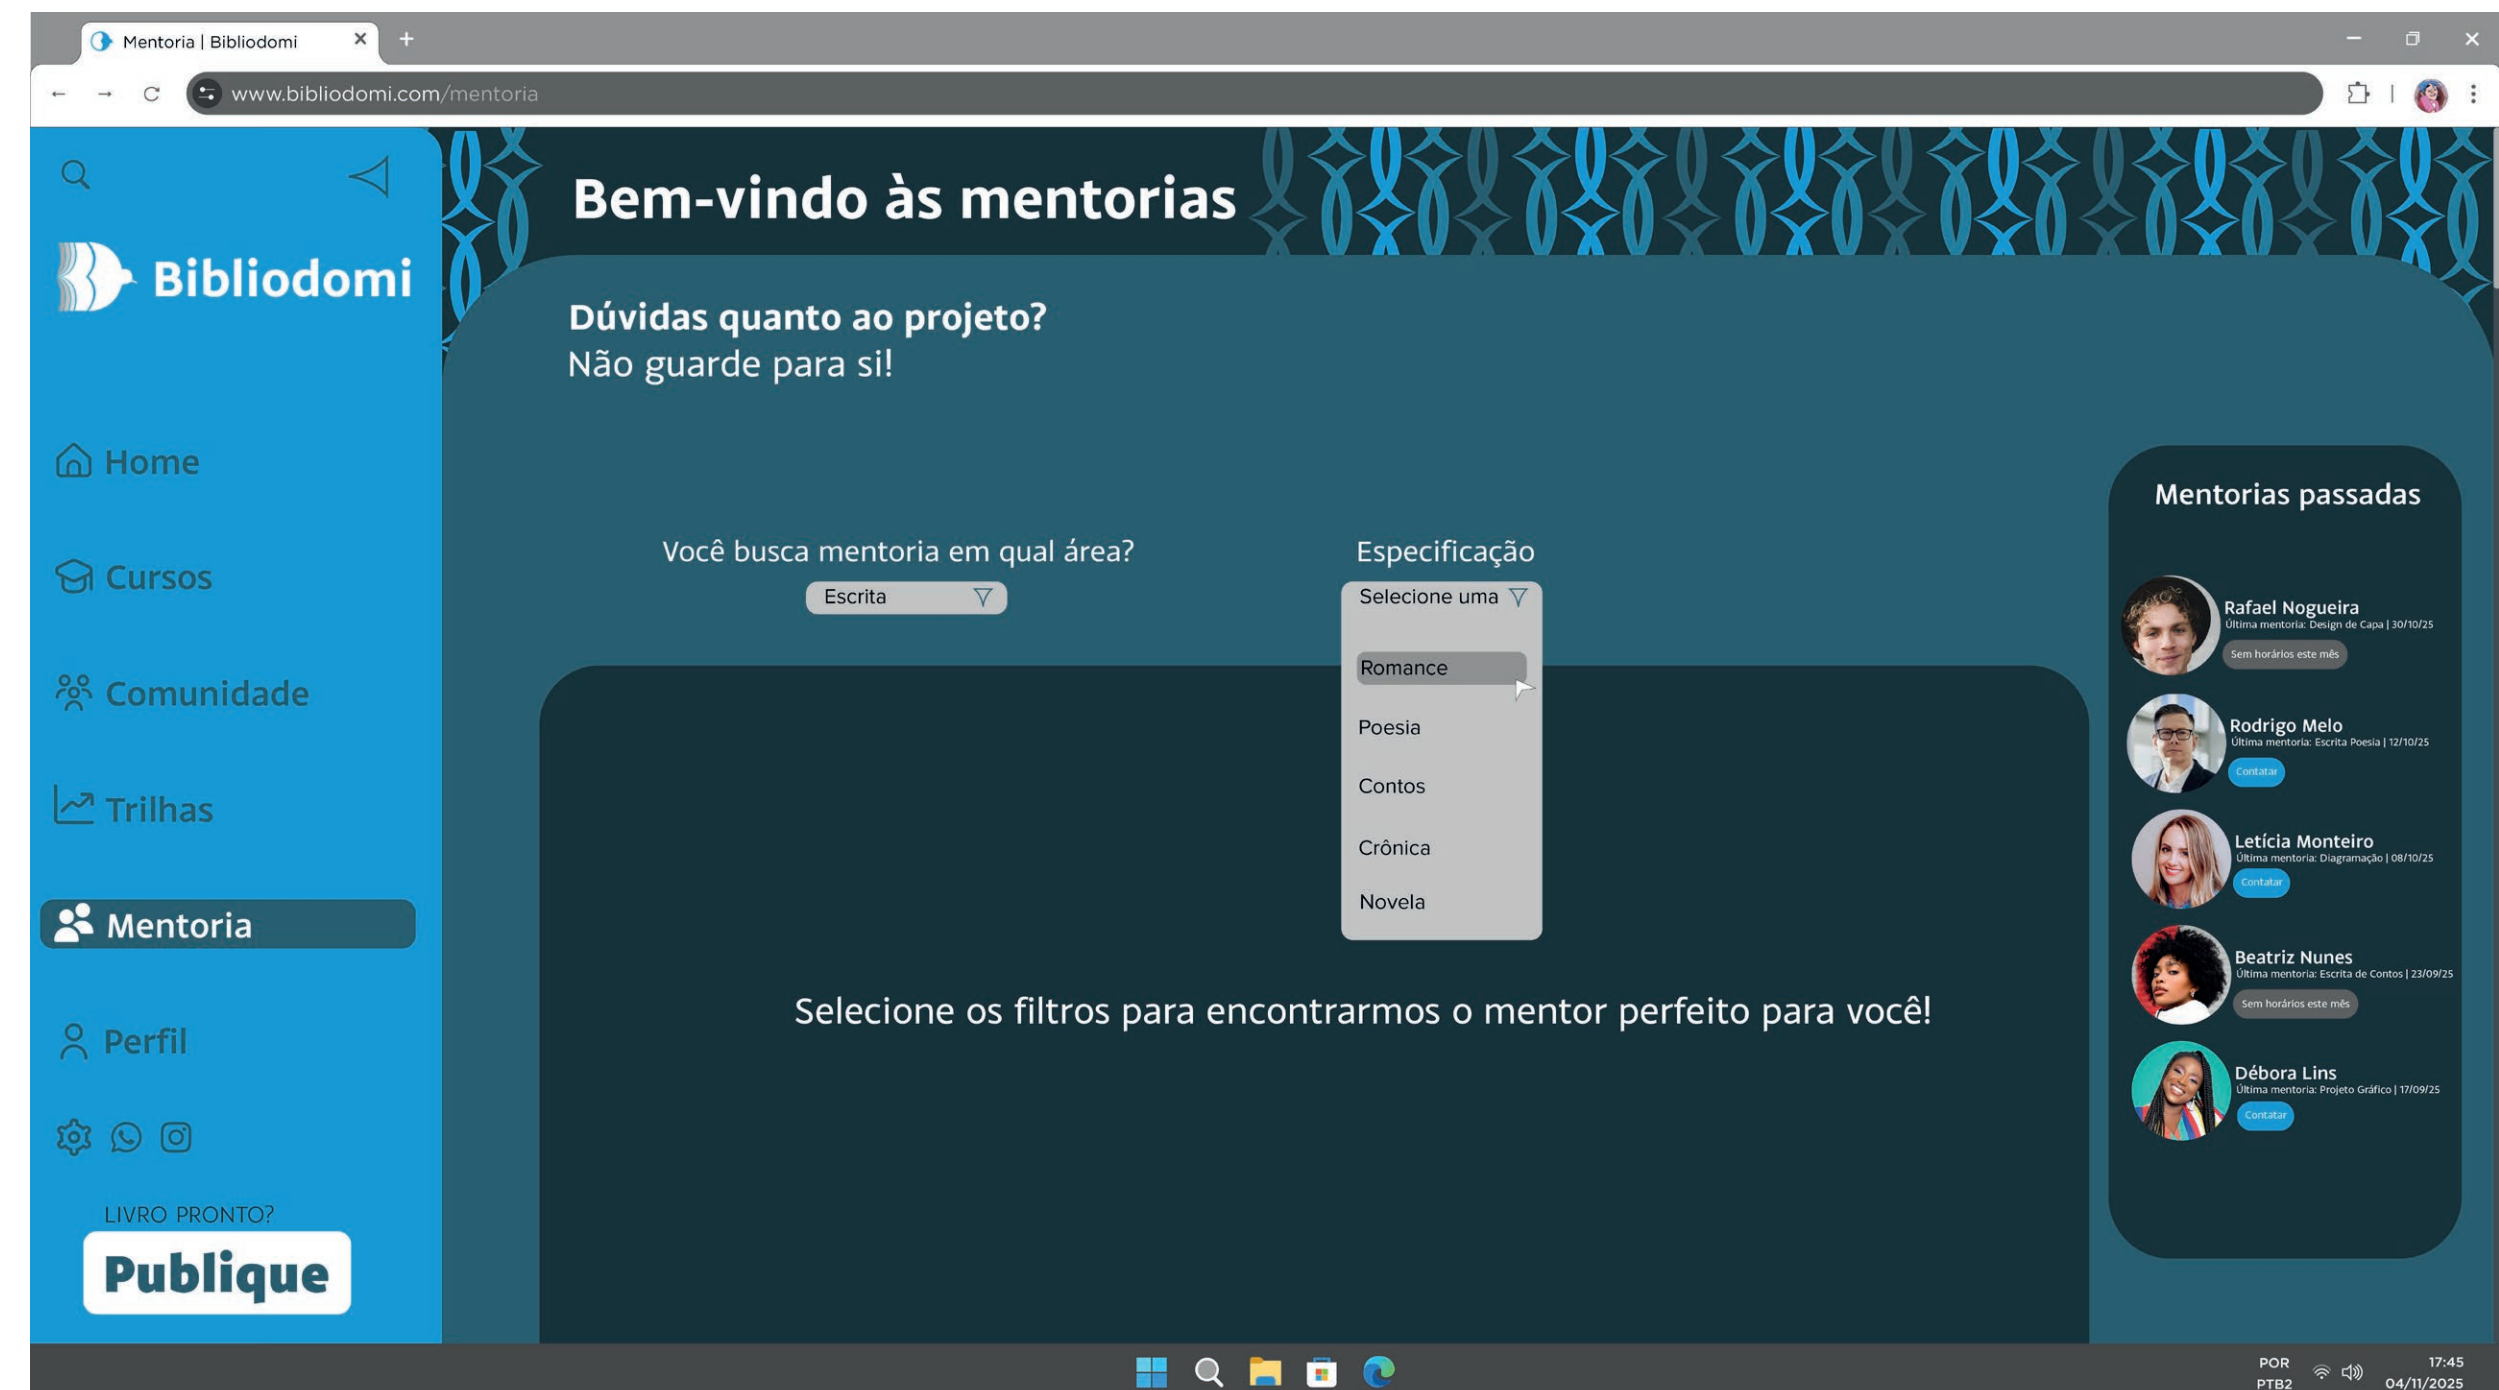 Mentoria | Bibliodomi
www.bibliodomi.com/mentoria
Bibliodomi
Home
Cursos
Comunidade
Trilhas
Mentoria
Perfil
LIVRO PRONTO?
Publique
Bem-vindo às mentorias
Dúvidas quanto ao projeto?
Não guarde para si!
Você busca mentoria em qual área?
Escrita
Especificação
Selecione uma
Romance
Poesia
Contos
Crônica
Novela
Selecione os filtros para encontrarmos o mentor perfeito para você!
Mentorias passadas
Rafael Nogueira
Última mentoria: Design de Capa | 30/10/25
Sem horários este mês
Rodrigo Melo
Última mentoria: Escrita Poesia | 12/10/25
Contatar
Letícia Monteiro
Última mentoria: Diagramação | 08/10/25
Contatar
Beatriz Nunes
Última mentoria: Escrita de Contos | 23/09/25
Sem horários este mês
Débora Lins
Última mentoria: Projeto Gráfico | 17/09/25
Contatar
POR
PTB2
17:45
04/11/2025